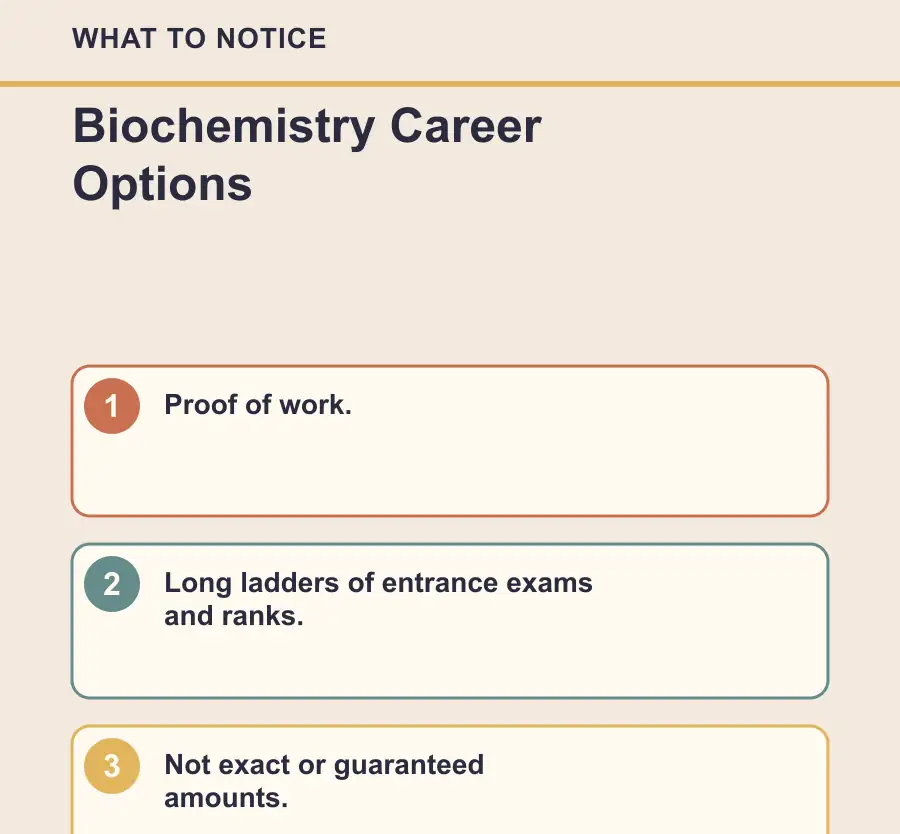 WHAT TO NOTICE
Biochemistry Career
Options
1
Proof of work.
2
Long ladders of entrance exams
and ranks.
3
Not exact or guaranteed
amounts.